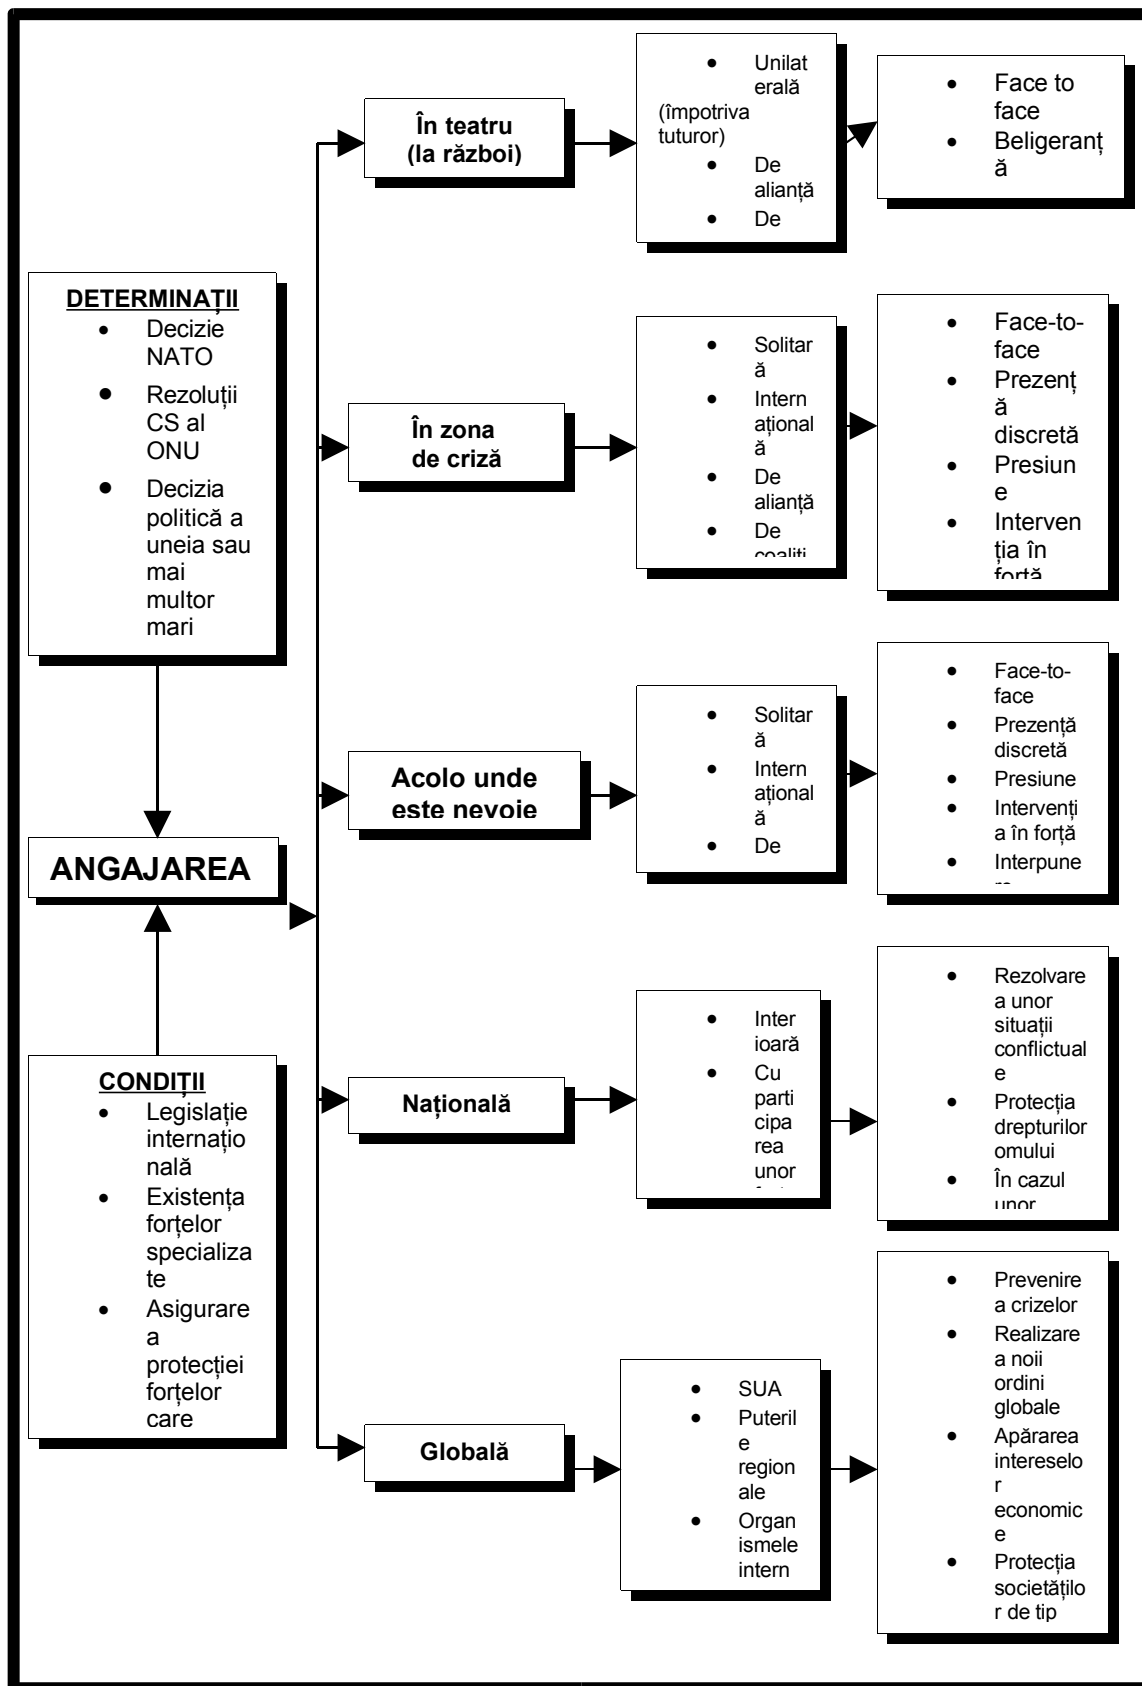 În teatru
(la război)
• Unilat
erală
(împotriva
tuturor)
• De
alianță
• De
• Face to
face
• Beligeranț
ă
DETERMINAȚII
• Decizie
NATO
• Rezoluții
CS al
ONU
• Decizia
politică a
uneia sau
mai
multor
mari
În zona
de criză
• Solitar
ă
• Intern
ațional
ă
• De
alianță
• De
coaliți
• Face-to-
face
• Prezenț
ă
discretă
• Presiun
e
• Interven
ția în
forță
Acolo unde
este nevoie
• Solitar
ă
• Intern
ațional
ă
• De
• Face-to-
face
• Prezență
discretă
• Presiune
• Intervenți
a în forță
• Interpune
ANGAJAREA
CONDIȚII
• Legislație
internațio
nală
• Existența
forțelor
specializa
te
• Asigurare
a
protecției
forțelor
care
Națională
• Inter
ioară
• Cu
parti
cipa
rea
unor
• Rezolvare
a unor
situații
conflictual
e
• Protecția
drepturilor
omului
• În cazul
unor
Globală
• SUA
• Puteril
e
region
ale
• Organ
ismele
intern
• Prevenire
a crizelor
• Realizare
a noii
ordini
globale
• Apărarea
intereselo
r
economic
e
• Protecția
societățilo
r de tip